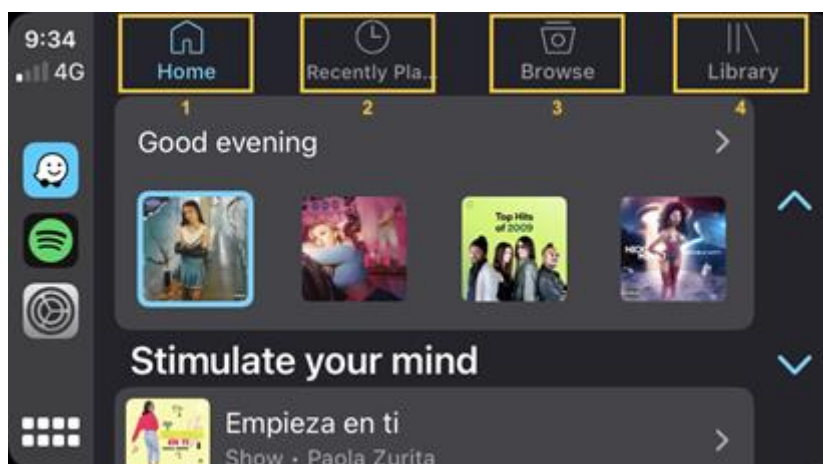 9:34
4G
Home
Recently Pla...
Browse
Library
1
2
3
4
Good evening
Top Hits
of 2009
Stimulate your mind
Empieza en ti
Show • Paola Zurita